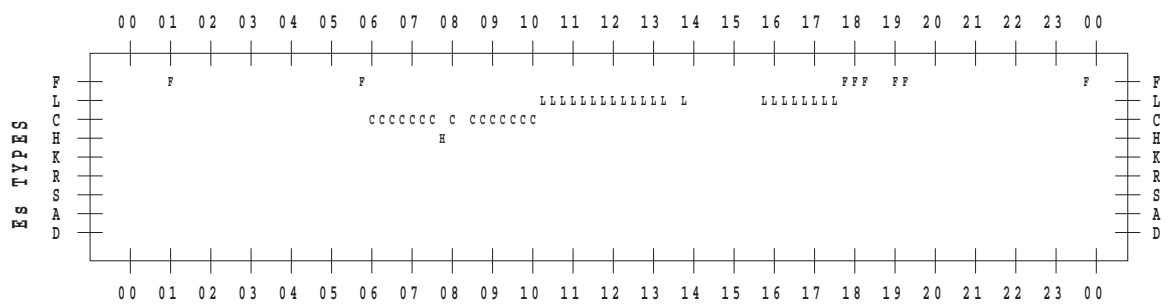 00 01 02 03 04 05 06 07 08 09 10 11 12 13 14 15 16 17 18 19 20 21 22 23 00
F F F FFF FF F F
L LLLLLLLLLLLLL L LLLLLLLL L
C CCCCCCC C CCCCCCC C
H H H
K K
R R
S S
A A
D D
Es TYPES
00 01 02 03 04 05 06 07 08 09 10 11 12 13 14 15 16 17 18 19 20 21 22 23 00